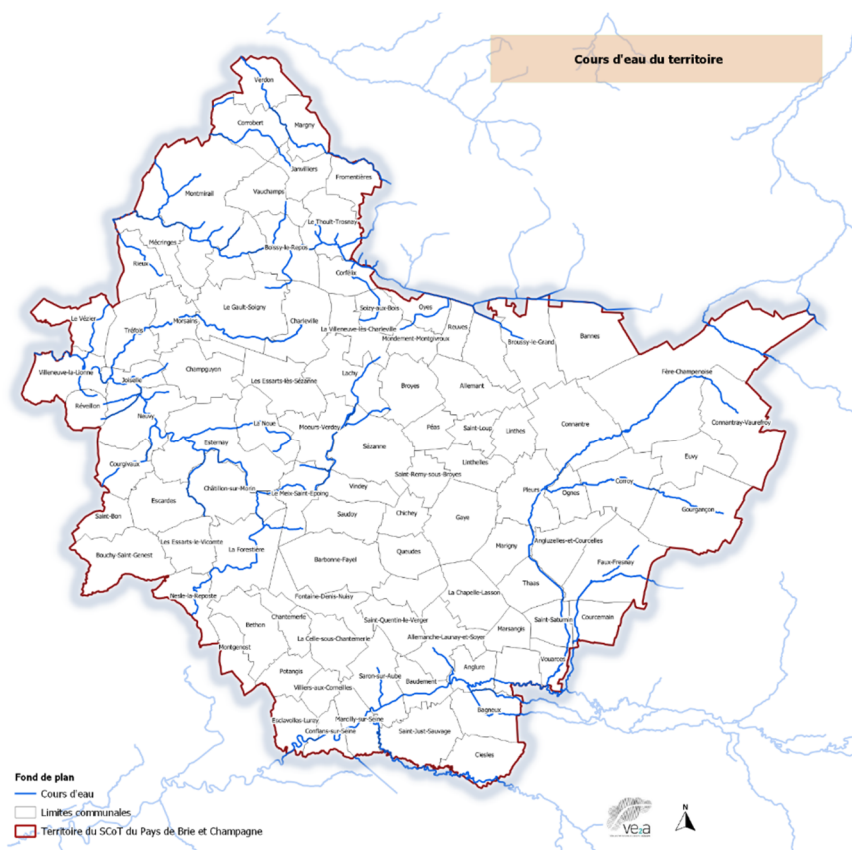 Cours d'eau du territoire
Verdon
Corrobert
Margny
Janvilliers
Fromentières
Montmirail
Vauchamps
Le Thoult-Trosnay
Mécringes
Boissy-le-Repos
Rieux
Corfélix
Le Gault-Soigny
Soizy-aux-Bois
Oyes
Le Vézier
Morsains
Charleville
Tréfols
La Villeneuve-lès-Charleville
Reuves
Mondement-Montgivroux
Broussy-le-Grand
Bannes
Villeneuve-la-Lionne
Champguyon
Lachy
Fère-Champenoise
Joiselle
Les Essarts-lès-Sézanne
Broyes
Allemant
Réveillon
Neuvy
La Noue
Moeurs-Verdey
Péas
Saint-Loup
Linthes
Connantre
Connantray-Vaurefroy
Esternay
Sézanne
Euvy
Courgivaux
Linthelles
Saint-Remy-sous-Broyes
Châtillon-sur-Morin
Le Meix-Saint-Epoing
Vindey
Pleurs
Ognes
Corroy
Escardes
Saint-Bon
Saudoy
Chichey
Gaye
Gourgançon
Les Essarts-le-Vicomte
La Forestière
Queudes
Marigny
Angluzelles-et-Courcelles
Bouchy-Saint-Genest
Barbonne-Fayel
Faux-Fresnay
Thaas
Nesle-la-Reposte
Fontaine-Denis-Nuisy
La Chapelle-Lasson
Chantemerle
Saint-Quentin-le-Verger
Saint-Saturnin
Courcemain
Bethon
La Celle-sous-Chantemerle
Allemanche-Launay-et-Soyer
Marsangis
Montgenost
Vouarces
Potangis
Saron-sur-Aube
Anglure
Baudement
Villiers-aux-Corneilles
Bagneux
Esclavolles-Lurey
Marcilly-sur-Seine
Conflans-sur-Seine
Saint-Just-Sauvage
Clesles
Fond de plan
Cours d'eau
Limites communales
Territoire du SCoT du Pays de Brie et Champagne
ve2a
N